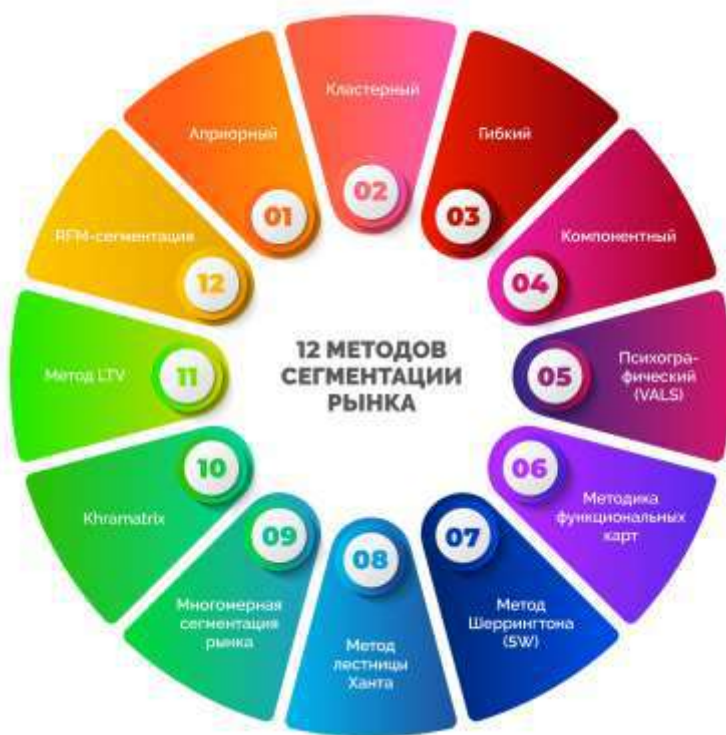 12 МЕТОДОВ
СЕГМЕНТАЦИИ
РЫНКА
01
Априорный
02
Кластерный
03
Гибкий
04
Компонентный
05
Психогра-
фический
(VALS)
06
Методика
функциональных
карт
07
Метод
Шеррингтона
(5W)
08
Метод
лестницы
Ханта
09
Многомерная
сегментация
рынка
10
Khramatrix
11
Метод LTV
12
RFM-сегментация